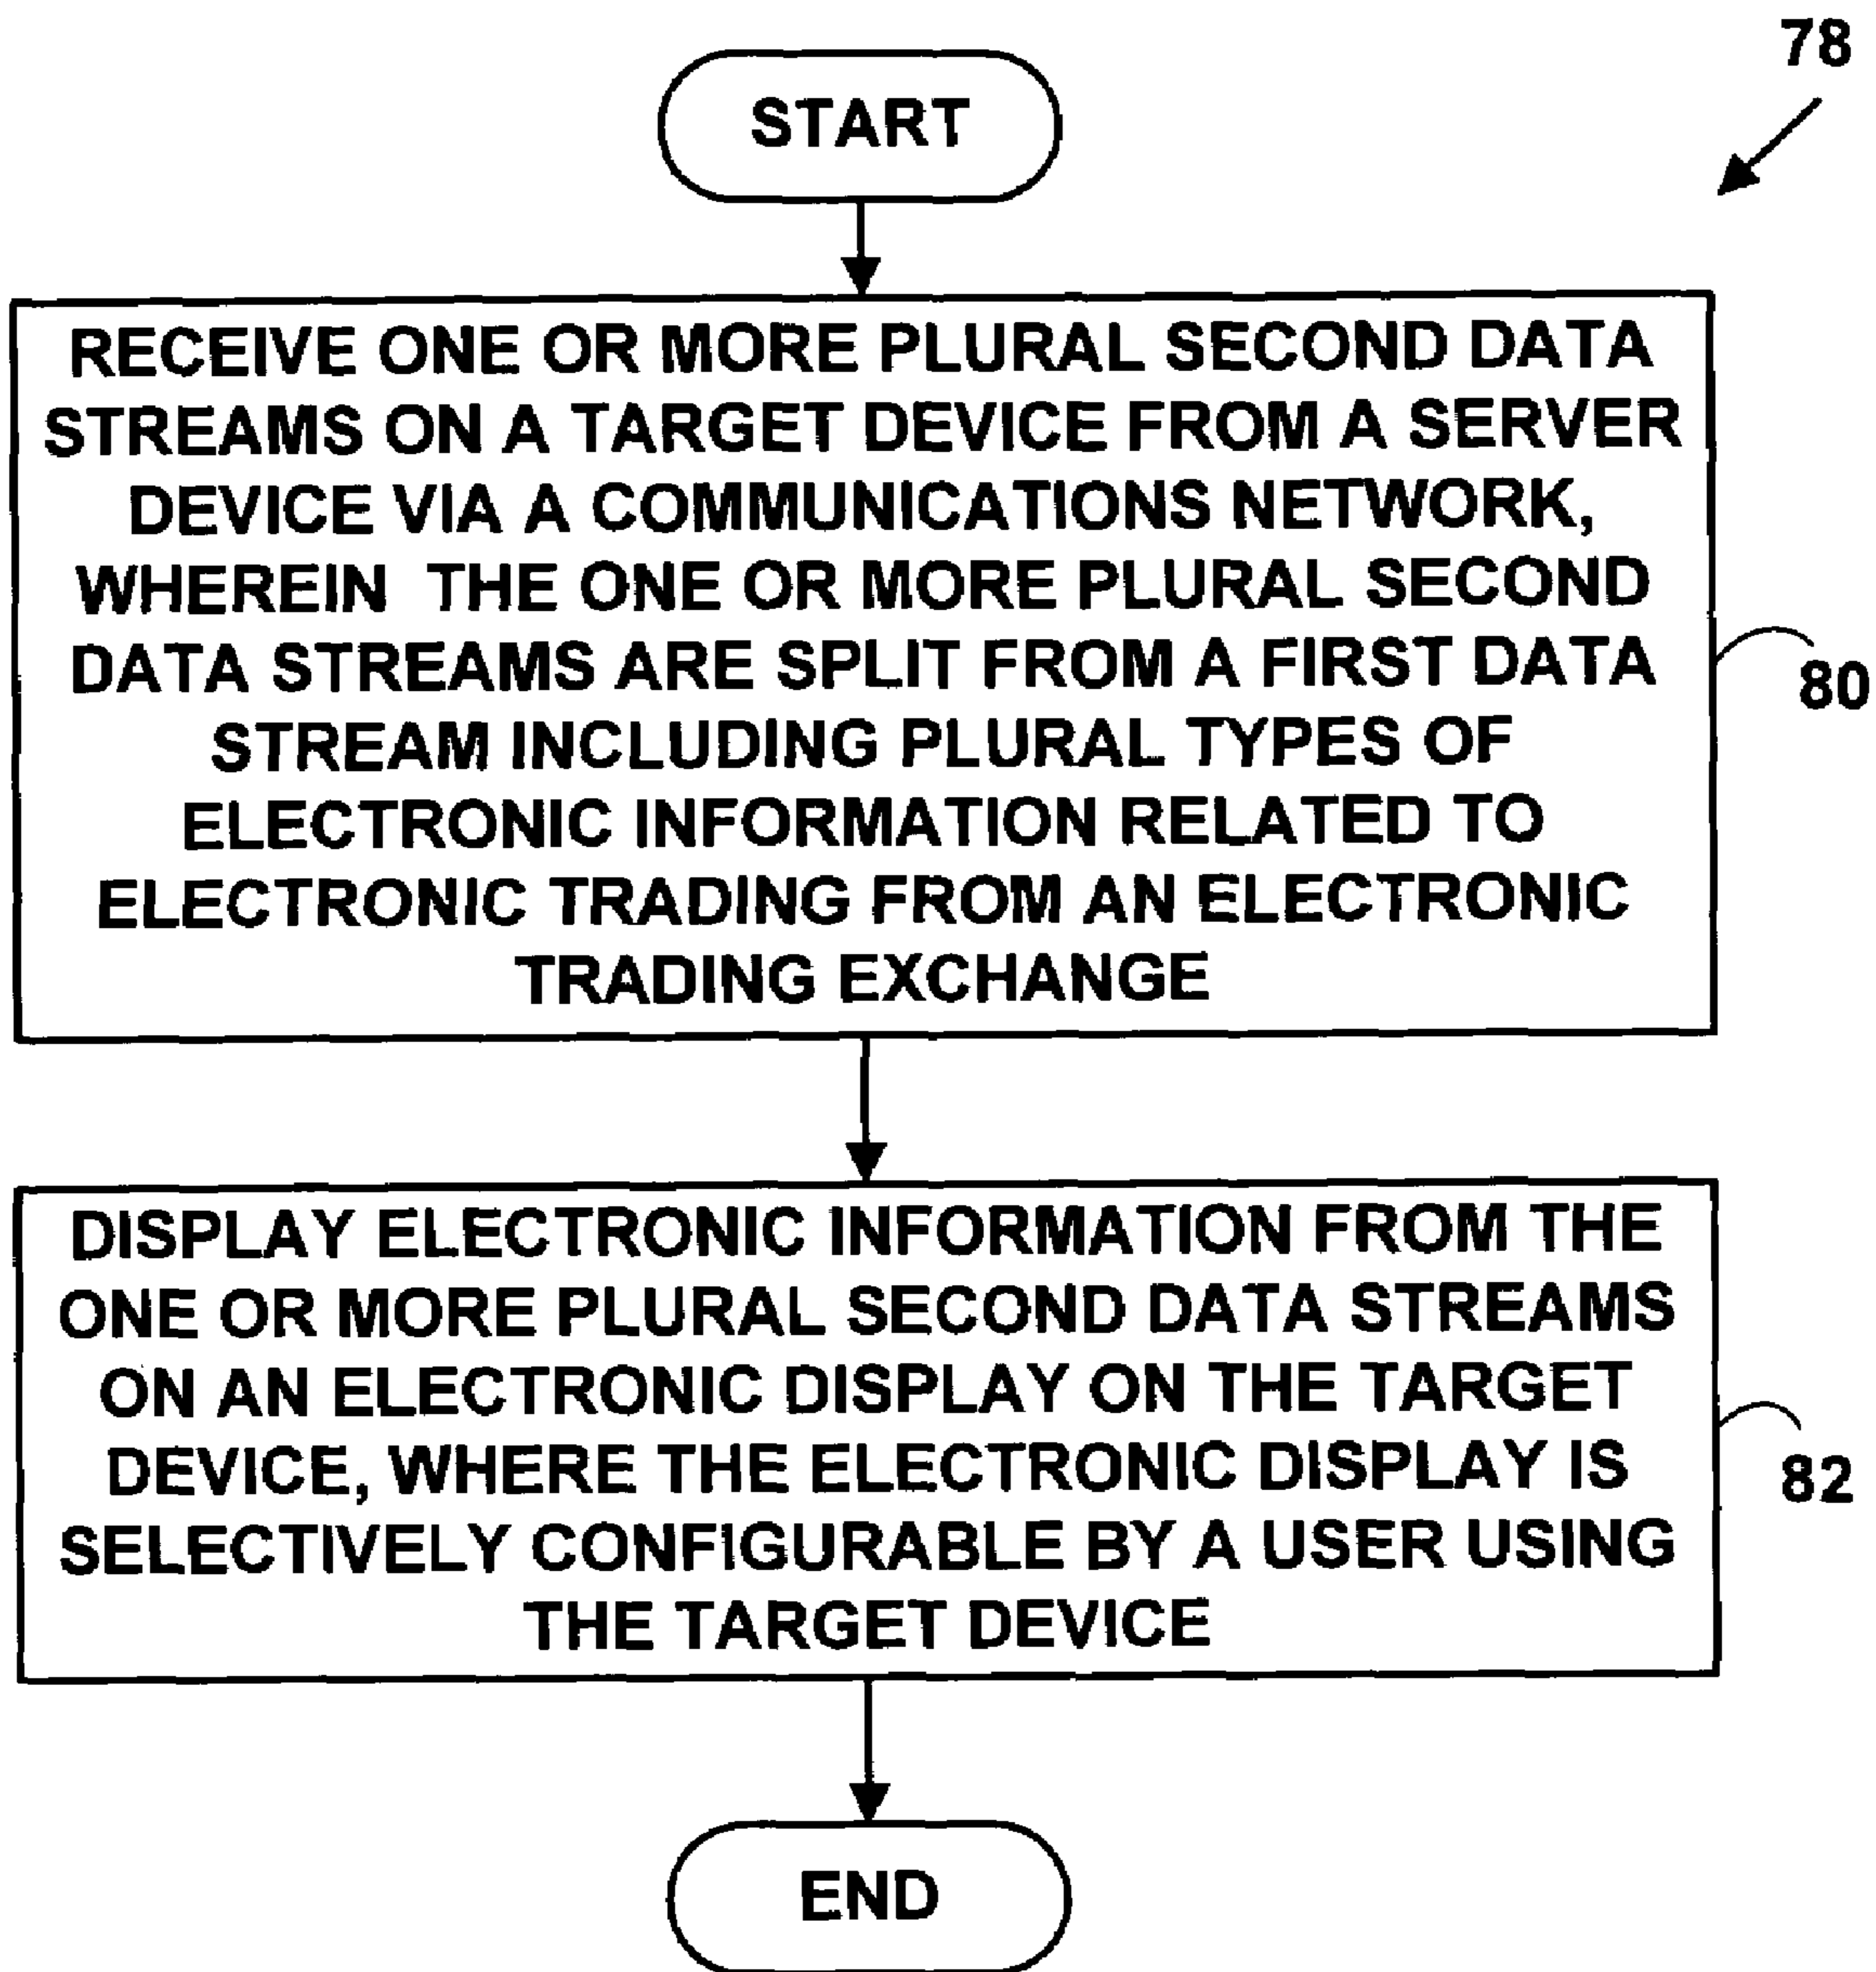 78
START
RECEIVE ONE OR MORE PLURAL SECOND DATA
STREAMS ON A TARGET DEVICE FROM A SERVER
DEVICE VIA A COMMUNICATIONS NETWORK,
WHEREIN THE ONE OR MORE PLURAL SECOND
DATA STREAMS ARE SPLIT FROM A FIRST DATA
STREAM INCLUDING PLURAL TYPES OF
ELECTRONIC INFORMATION RELATED TO
ELECTRONIC TRADING FROM AN ELECTRONIC
TRADING EXCHANGE
80
DISPLAY ELECTRONIC INFORMATION FROM THE
ONE OR MORE PLURAL SECOND DATA STREAMS
ON AN ELECTRONIC DISPLAY ON THE TARGET
DEVICE, WHERE THE ELECTRONIC DISPLAY IS
SELECTIVELY CONFIGURABLE BY A USER USING
THE TARGET DEVICE
82
END